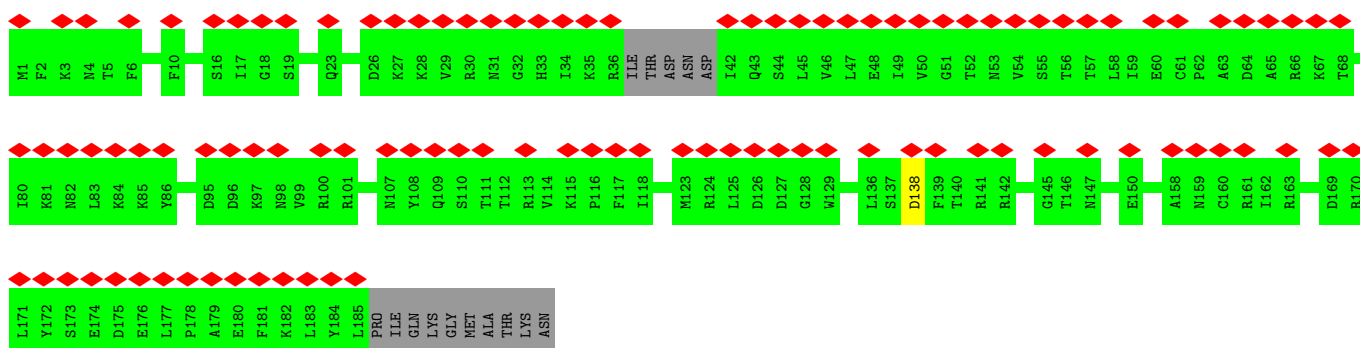 M1 F2 K3 N4 T5 F6 F10 S16 I17 G18 S19 Q23 D26 K27 K28 V29 R30 N31 G32 H33 I34 K35 R36 ILE THR ASP ASN ASP I42 Q43 S44 L45 V46 L47 E48 I49 V50 G51 T52 N53 V54 S55 T56 T57 L58 I59 E60 C61 P62 A63 D64 A65 R66 K67 T68
I80 K81 N82 L83 K84 K85 Y86 D95 D96 K97 N98 V99 R100 R101 N107 Y108 Q109 S110 T111 T112 R113 V114 K115 P116 F117 I118 M123 R124 L125 D126 D127 G128 W129 L136 S137 D138 F139 T140 R141 R142 G145 T146 N147 E150 A158 N159 C160 R161 I162 R163 D169 R170
L171 Y172 S173 E174 D175 E176 L177 P178 A179 E180 F181 K182 L183 Y184 L185 PRO ILE GLN LYS GLY MET ALA THR LYS ASN